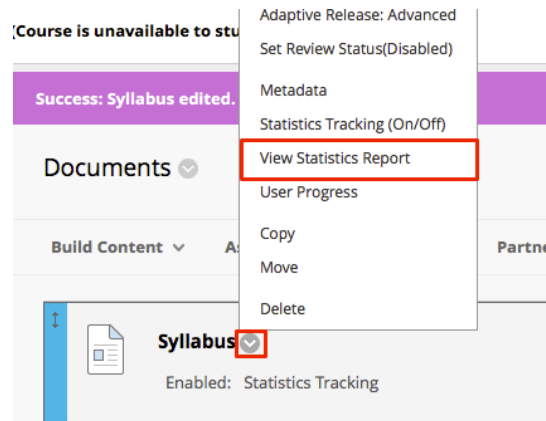 (Course is unavailable to stu
Adaptive Release: Advanced
Set Review Status(Disabled)
Success: Syllabus edited.
Metadata
Statistics Tracking (On/Off)
View Statistics Report
User Progress
Copy
Move
Delete
Documents
Build Content
As
Partne
Syllabus
Enabled: Statistics Tracking